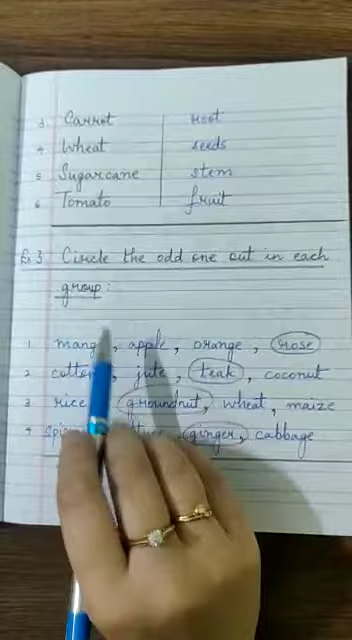 3 Carrot root
4 Wheat seeds
5 Sugarcane stem
6 Tomato fruit
Ex.3 Circle the odd one out in each
group:
1 mango, apple, orange, rose
2 cotton, jute, teak, coconut
3 rice, groundnut, wheat, maize
4 ginger, cabbage